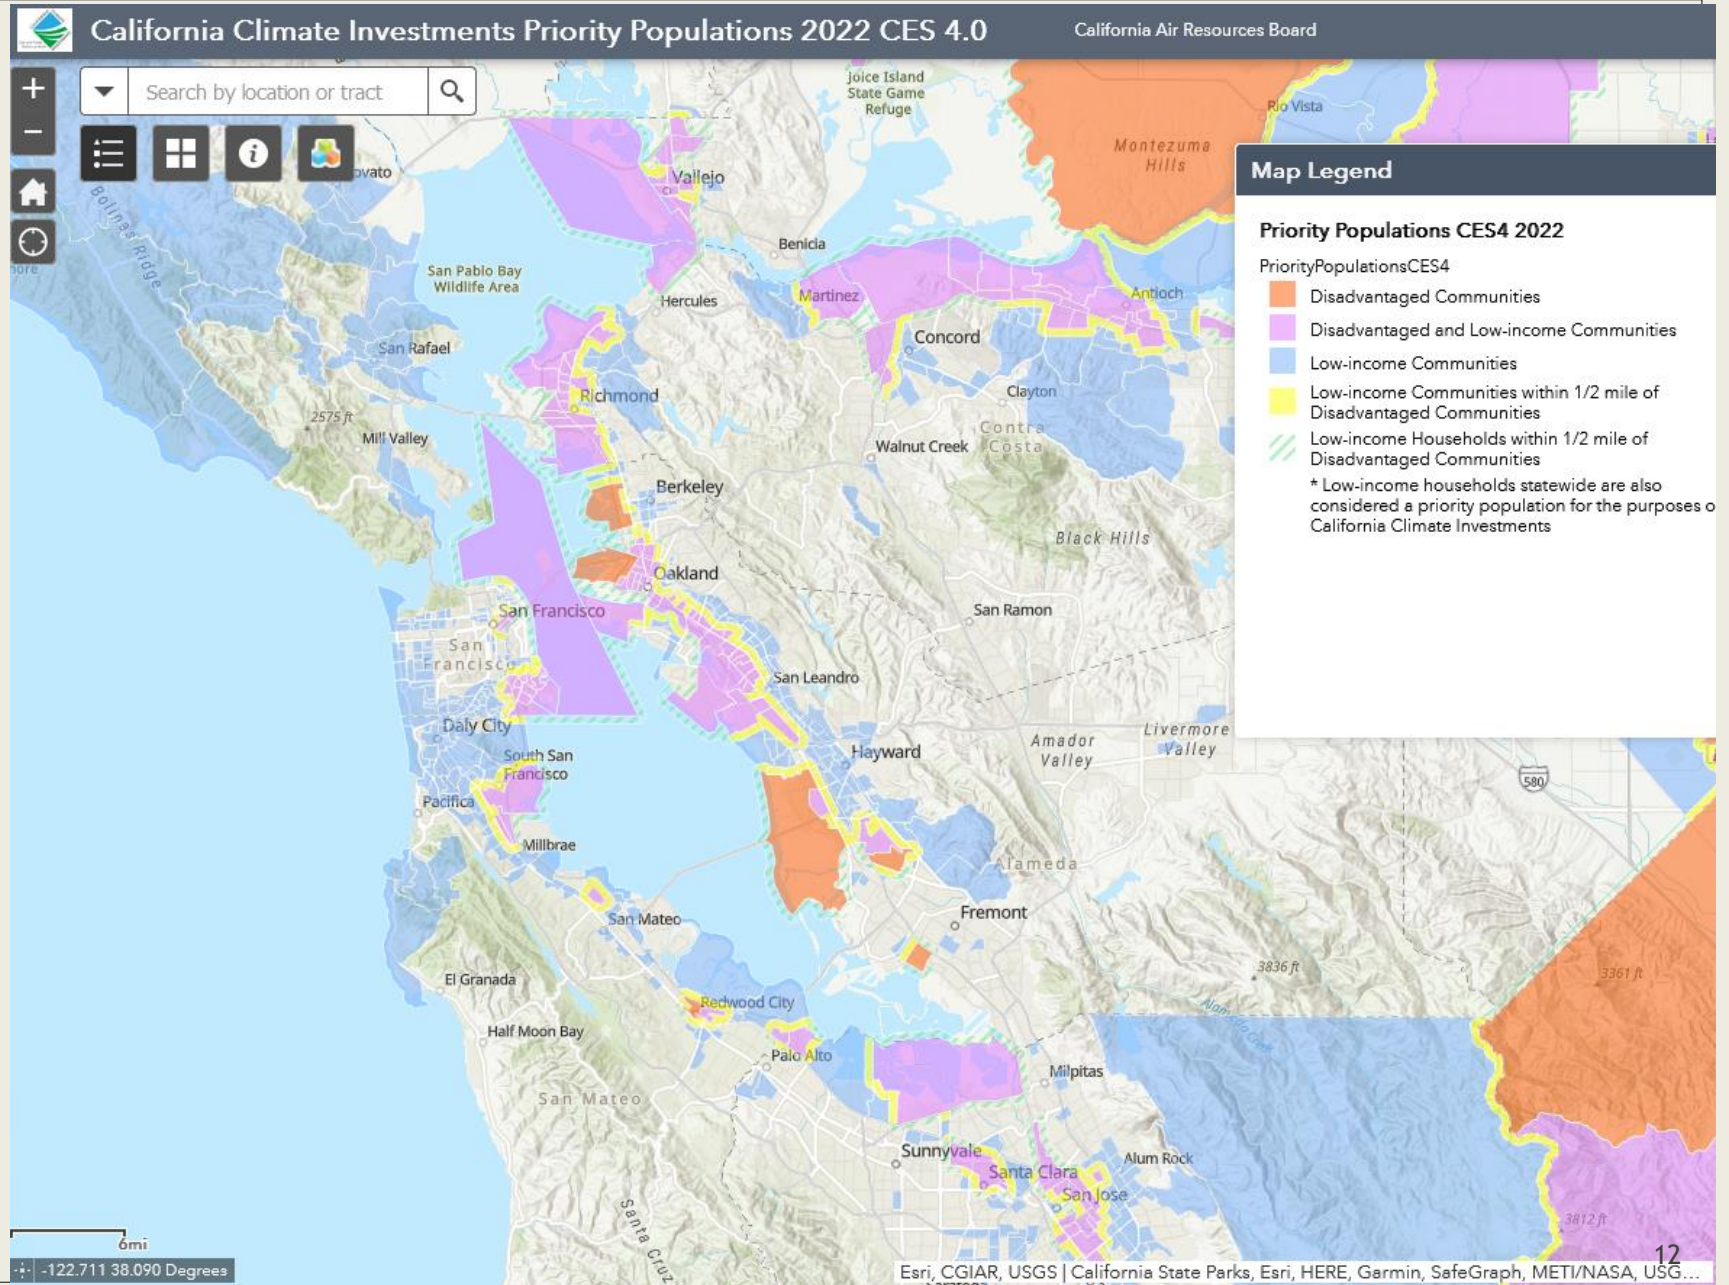 California Climate Investments Priority Populations 2022 CES 4.0
California Air Resources Board
+
Search by location or tract
−
Joice Island
State Game
Refuge
Rio Vista
Montezuma
Hills
ovato
Vallejo
Bolinas Ridge
Map Legend
Priority Populations CES4 2022
PriorityPopulationsCES4
Disadvantaged Communities
Disadvantaged and Low-income Communities
Low-income Communities
Low-income Communities within 1/2 mile of
Disadvantaged Communities
Low-income Households within 1/2 mile of
Disadvantaged Communities
* Low-income households statewide are also
considered a priority population for the purposes o
California Climate Investments
Benicia
San Pablo Bay
Wildlife Area
Hercules
Martinez
Antioch
Concord
San Rafael
Richmond
Clayton
2575 ft
Mill Valley
Contra
Costa
Walnut Creek
Berkeley
Black Hills
Oakland
San Francisco
San Ramon
San
Francisco
San Leandro
Daly City
South San
Francisco
Hayward
Amador
Valley
Livermore
Valley
580
Pacifica
Millbrae
Alameda
San Mateo
Fremont
3836 ft
3361 ft
El Granada
Redwood City
Half Moon Bay
Palo Alto
Milpitas
San Mateo
Sunnyvale
Santa Clara
Alum Rock
San Jose
Santa Cruz
3812 ft
6mi
12
-122.711 38.090 Degrees
Esri, CGIAR, USGS | California State Parks, Esri, HERE, Garmin, SafeGraph, METI/NASA, USG...